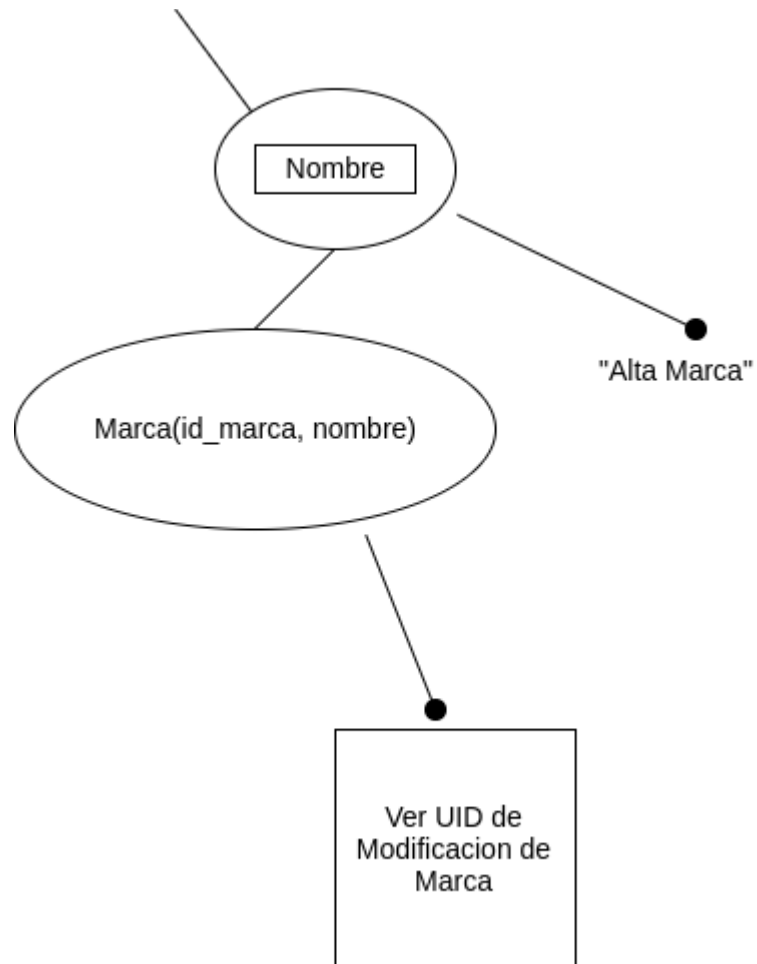 Nombre
"Alta Marca"
Marca(id_marca, nombre)
Ver UID de
Modificacion de
Marca